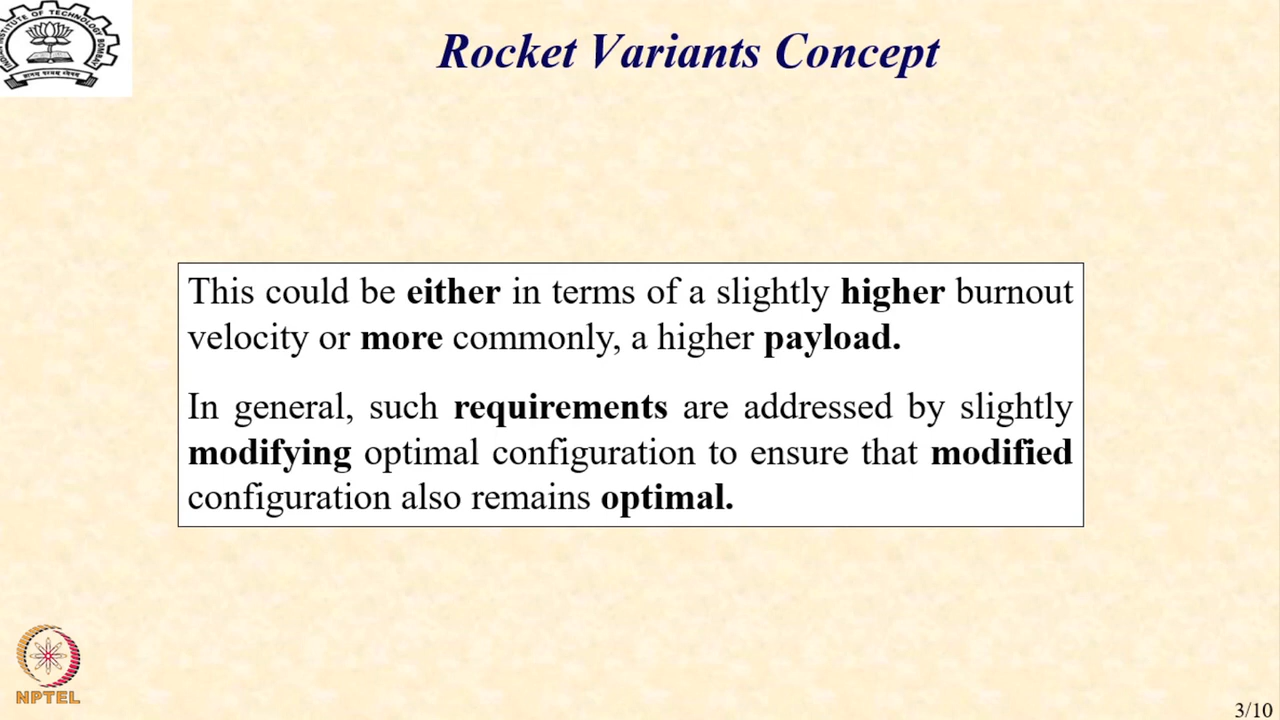 Rocket Variants Concept
This could be either in terms of a slightly higher burnout
velocity or more commonly, a higher payload.
In general, such requirements are addressed by slightly
modifying optimal configuration to ensure that modified
configuration also remains optimal.
NPTEL
3/10